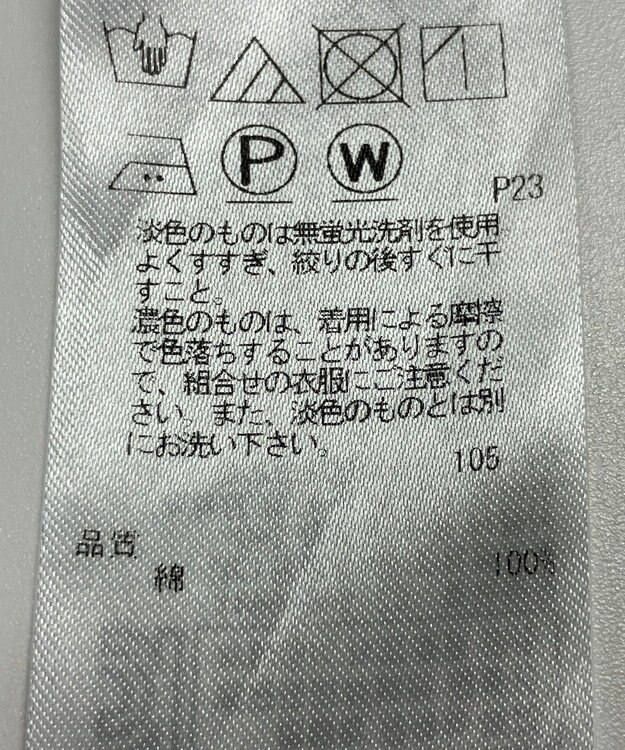 P W
P23
淡色のものは無蛍光洗剤を使用
よくすすぎ、絞りの後すぐに干
すこと。
濃色のものは、着用による摩擦
で色落ちすることがありますの
で、組合せの衣服にご注意くだ
さい。また、淡色のものとは別
にお洗い下さい。
105
品質
綿 100%